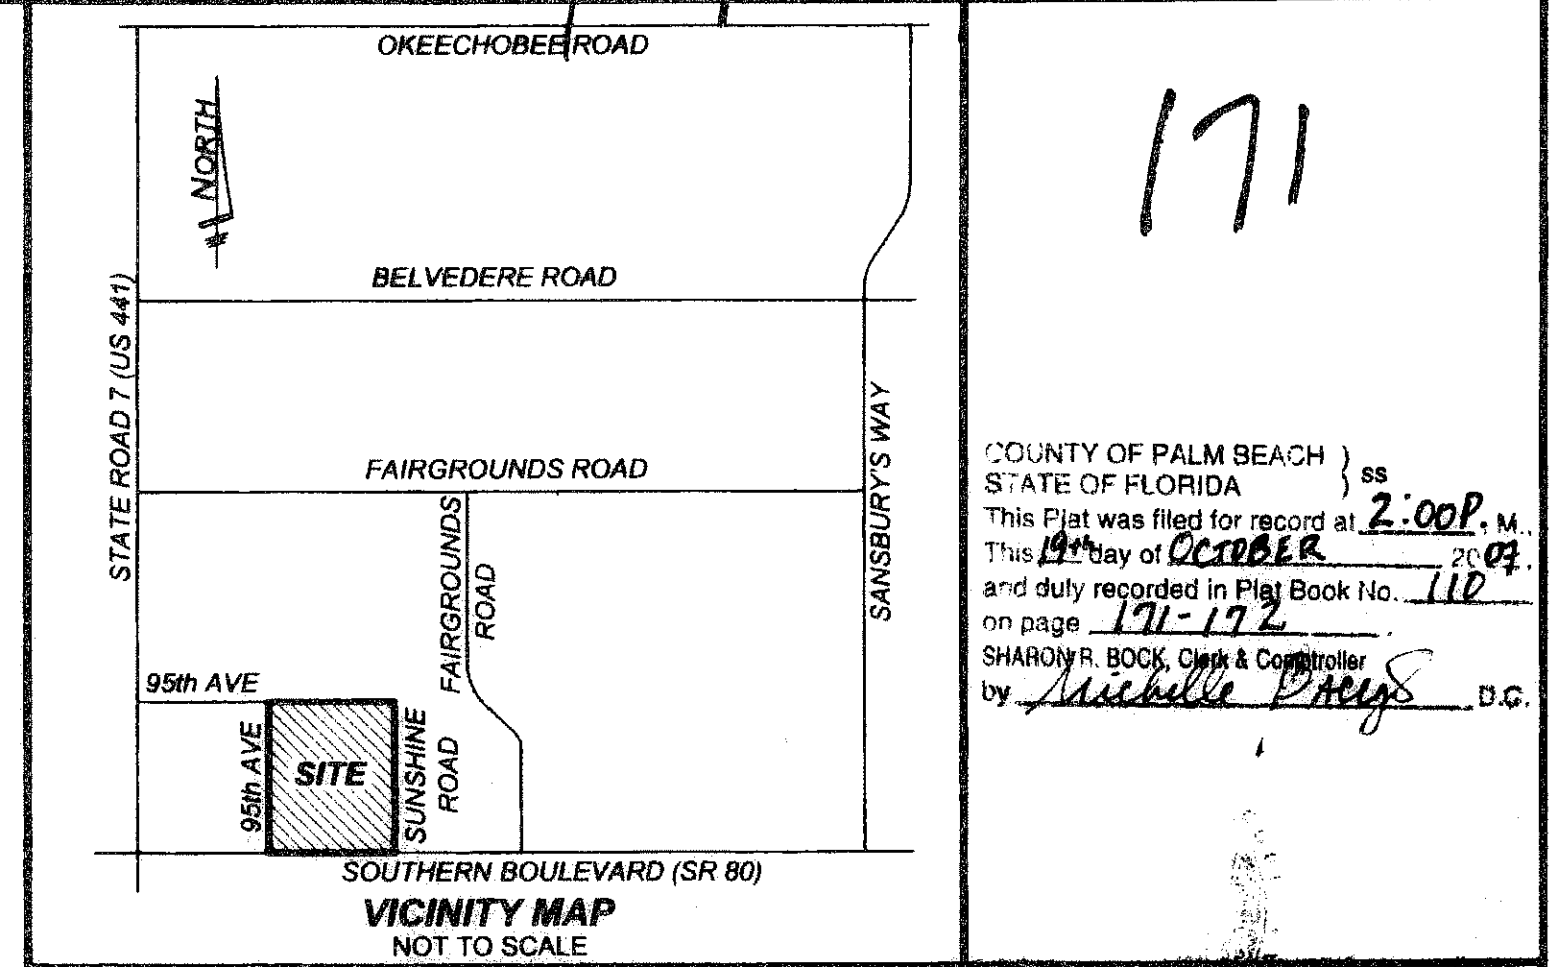 OKEECHOBEE ROAD
NORTH
BELVEDERE ROAD
STATE ROAD 7 (US 441)
FAIRGROUNDS ROAD
SANSBURY'S WAY
FAIRGROUNDS
ROAD
95th AVE
95th AVE
SITE
SUNSHINE
ROAD
SOUTHERN BOULEVARD (SR 80)
VICINITY MAP
NOT TO SCALE
171
COUNTY OF PALM BEACH } ss
STATE OF FLORIDA
This Plat was filed for record at 2:00 P. M.,
This 19th day of OCTOBER 2007.
and duly recorded in Plat Book No. 110
on page 171-172.
SHARON R. BOCK, Clerk & Comptroller
by Michelle D.C.